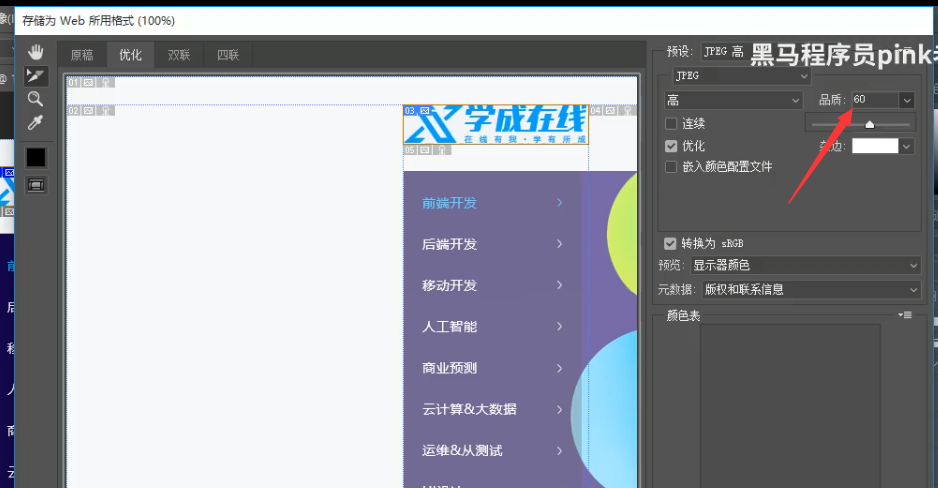 存储为 Web 所用格式 (100%)
原稿 优化 双联 四联
预设: JPEG 高
黑马程序员pink老
JPEG
高
品质: 60
连续
优化
杂边:
嵌入颜色配置文件
转换为 sRGB
预览: 显示器颜色
元数据: 版权和联系信息
颜色表
01
02
03
04
05
学成在线
在线有我·学有所成
前端开发
后端开发
移动开发
人工智能
商业预测
云计算&大数据
运维&从测试